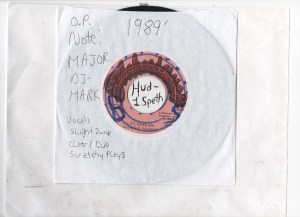 O.P. 1989'
Note!
MAJOR
DJ-
MARK
Hud-
1 Speth
Vocals
Slight Jump
Clear / Dub
Scratchy Plays